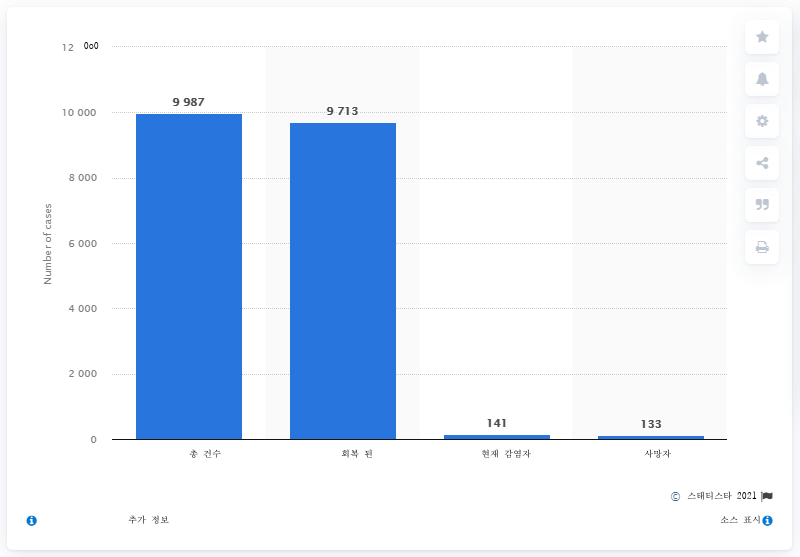 12 0o0
9 987
9 713
10 000
8 000
6 000
Number of cases
4 000
2 000
141
133
0
총 건수 회복 된 현재 감염자 사망자
© 스태티스타 2021
추가 정보 소스 표시